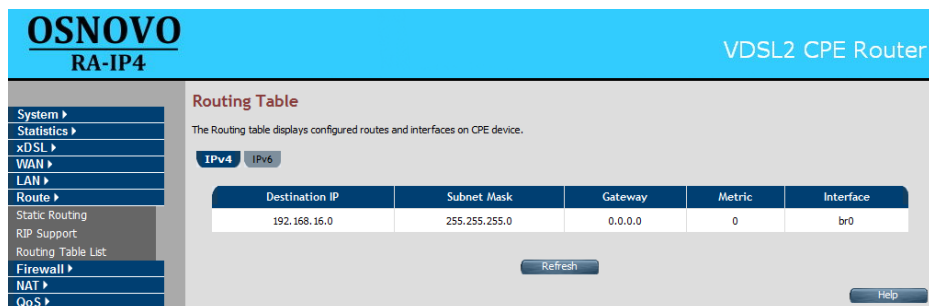 OSNOVO
RA-IP4
VDSL2 CPE Router
System
Statistics
xDSL
WAN
LAN
Route
Static Routing
RIP Support
Routing Table List
Firewall
NAT
QoS
Routing Table
The Routing table displays configured routes and interfaces on CPE device.
IPv4 IPv6
Destination IP Subnet Mask Gateway Metric Interface
192.168.16.0 255.255.255.0 0.0.0.0 0 br0
Refresh
Help